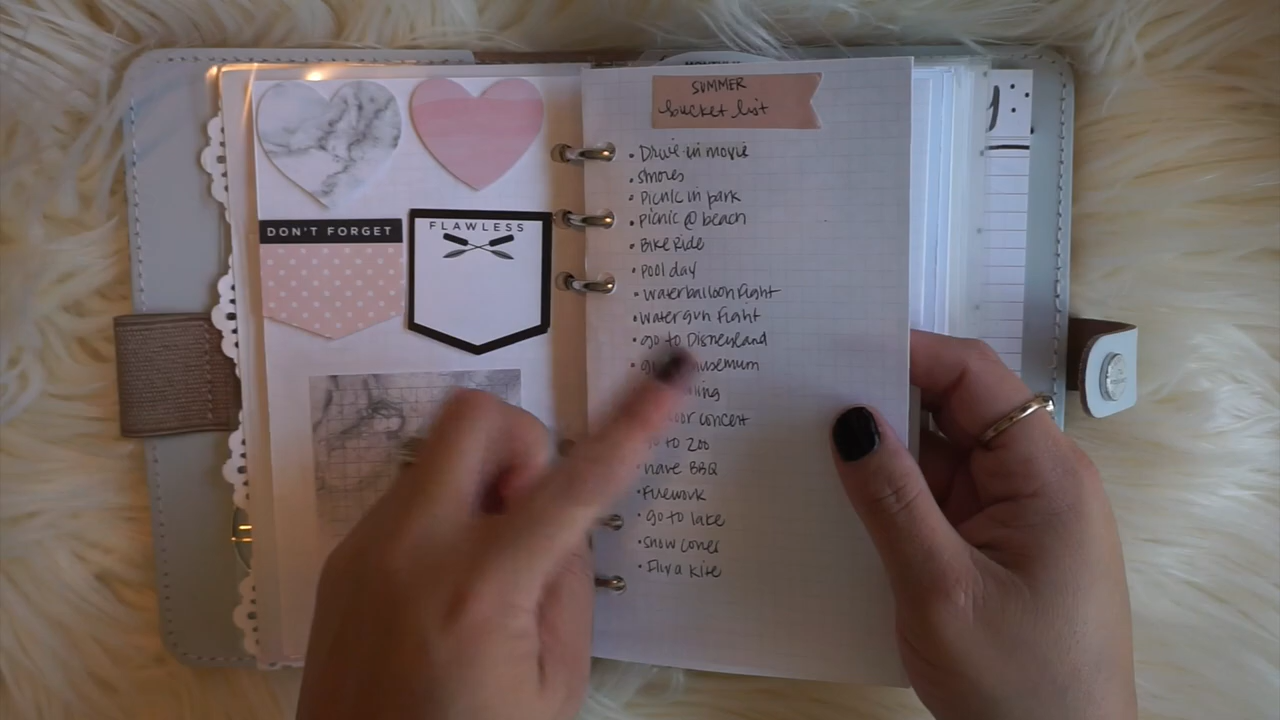 DON'T FORGET
FLAWLESS
SUMMER
bucket list
• Drive-in movie
• smores
• Picnic in park
• picnic @ beach
• Bike Ride
• pool day
• waterballoon fight
• watergun fight
• go to Disneyland
• go
• concert
go to zoo
• have BBQ
• Firework
• go to lake
• snow cones
• Fly a kite